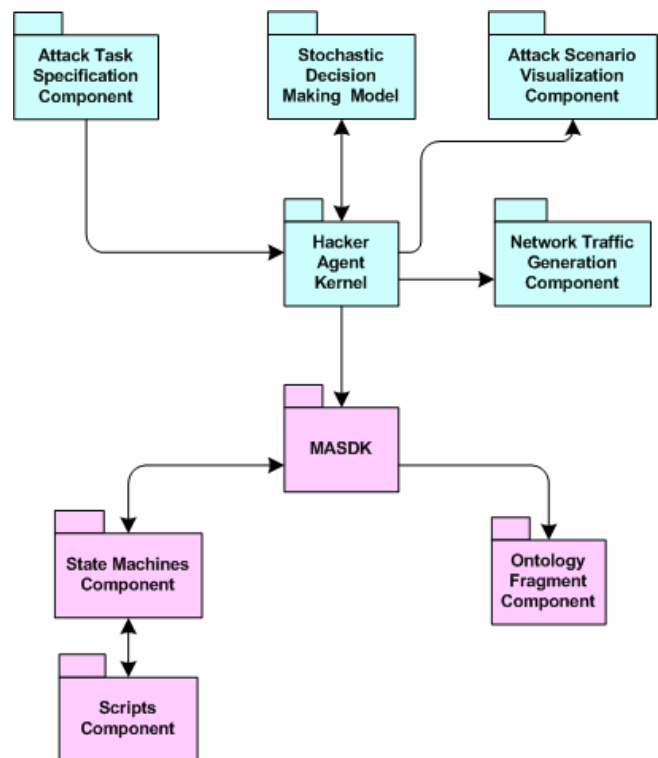 Attack Task
Specification
Component
Stochastic
Decision
Making Model
Attack Scenario
Visualization
Component
Hacker
Agent
Kernel
Network Traffic
Generation
Component
MASDK
State Machines
Component
Ontology
Fragment
Component
Scripts
Component